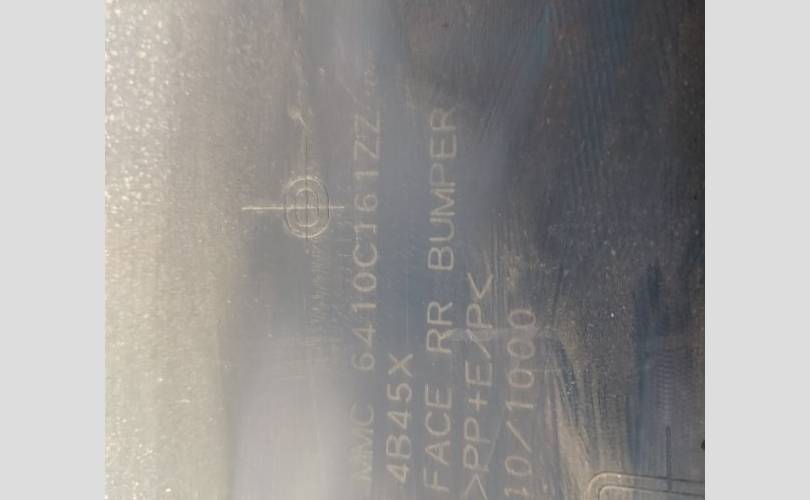 MMC 6410C161ZZ
4B45X
FACE RR BUMPER
>PP+E/P<
10/1000